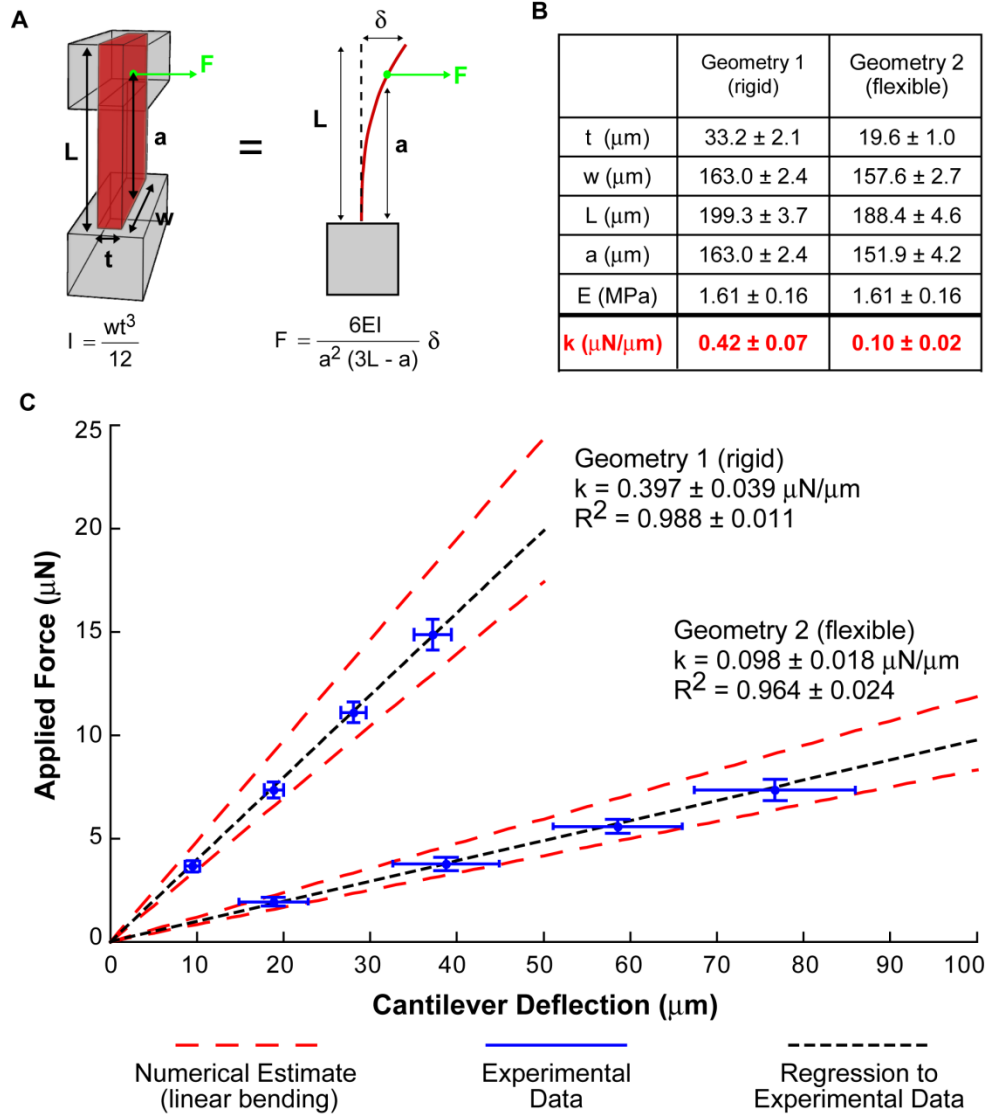 A
δ
F
L
a
w
t
I = wt³/12
=
δ
F
L
a
F = 6EI / a² (3L - a) δ
B
Geometry 1 (rigid) Geometry 2 (flexible)
t (μm) 33.2 ± 2.1 19.6 ± 1.0
w (μm) 163.0 ± 2.4 157.6 ± 2.7
L (μm) 199.3 ± 3.7 188.4 ± 4.6
a (μm) 163.0 ± 2.4 151.9 ± 4.2
E (MPa) 1.61 ± 0.16 1.61 ± 0.16
k (μN/μm) 0.42 ± 0.07 0.10 ± 0.02
C
Applied Force (μN)
25
20
15
10
5
0
Geometry 1 (rigid)
k = 0.397 ± 0.039 μN/μm
R² = 0.988 ± 0.011
Geometry 2 (flexible)
k = 0.098 ± 0.018 μN/μm
R² = 0.964 ± 0.024
0 10 20 30 40 50 60 70 80 90 100
Cantilever Deflection (μm)
Numerical Estimate
(linear bending)
Experimental
Data
Regression to
Experimental Data